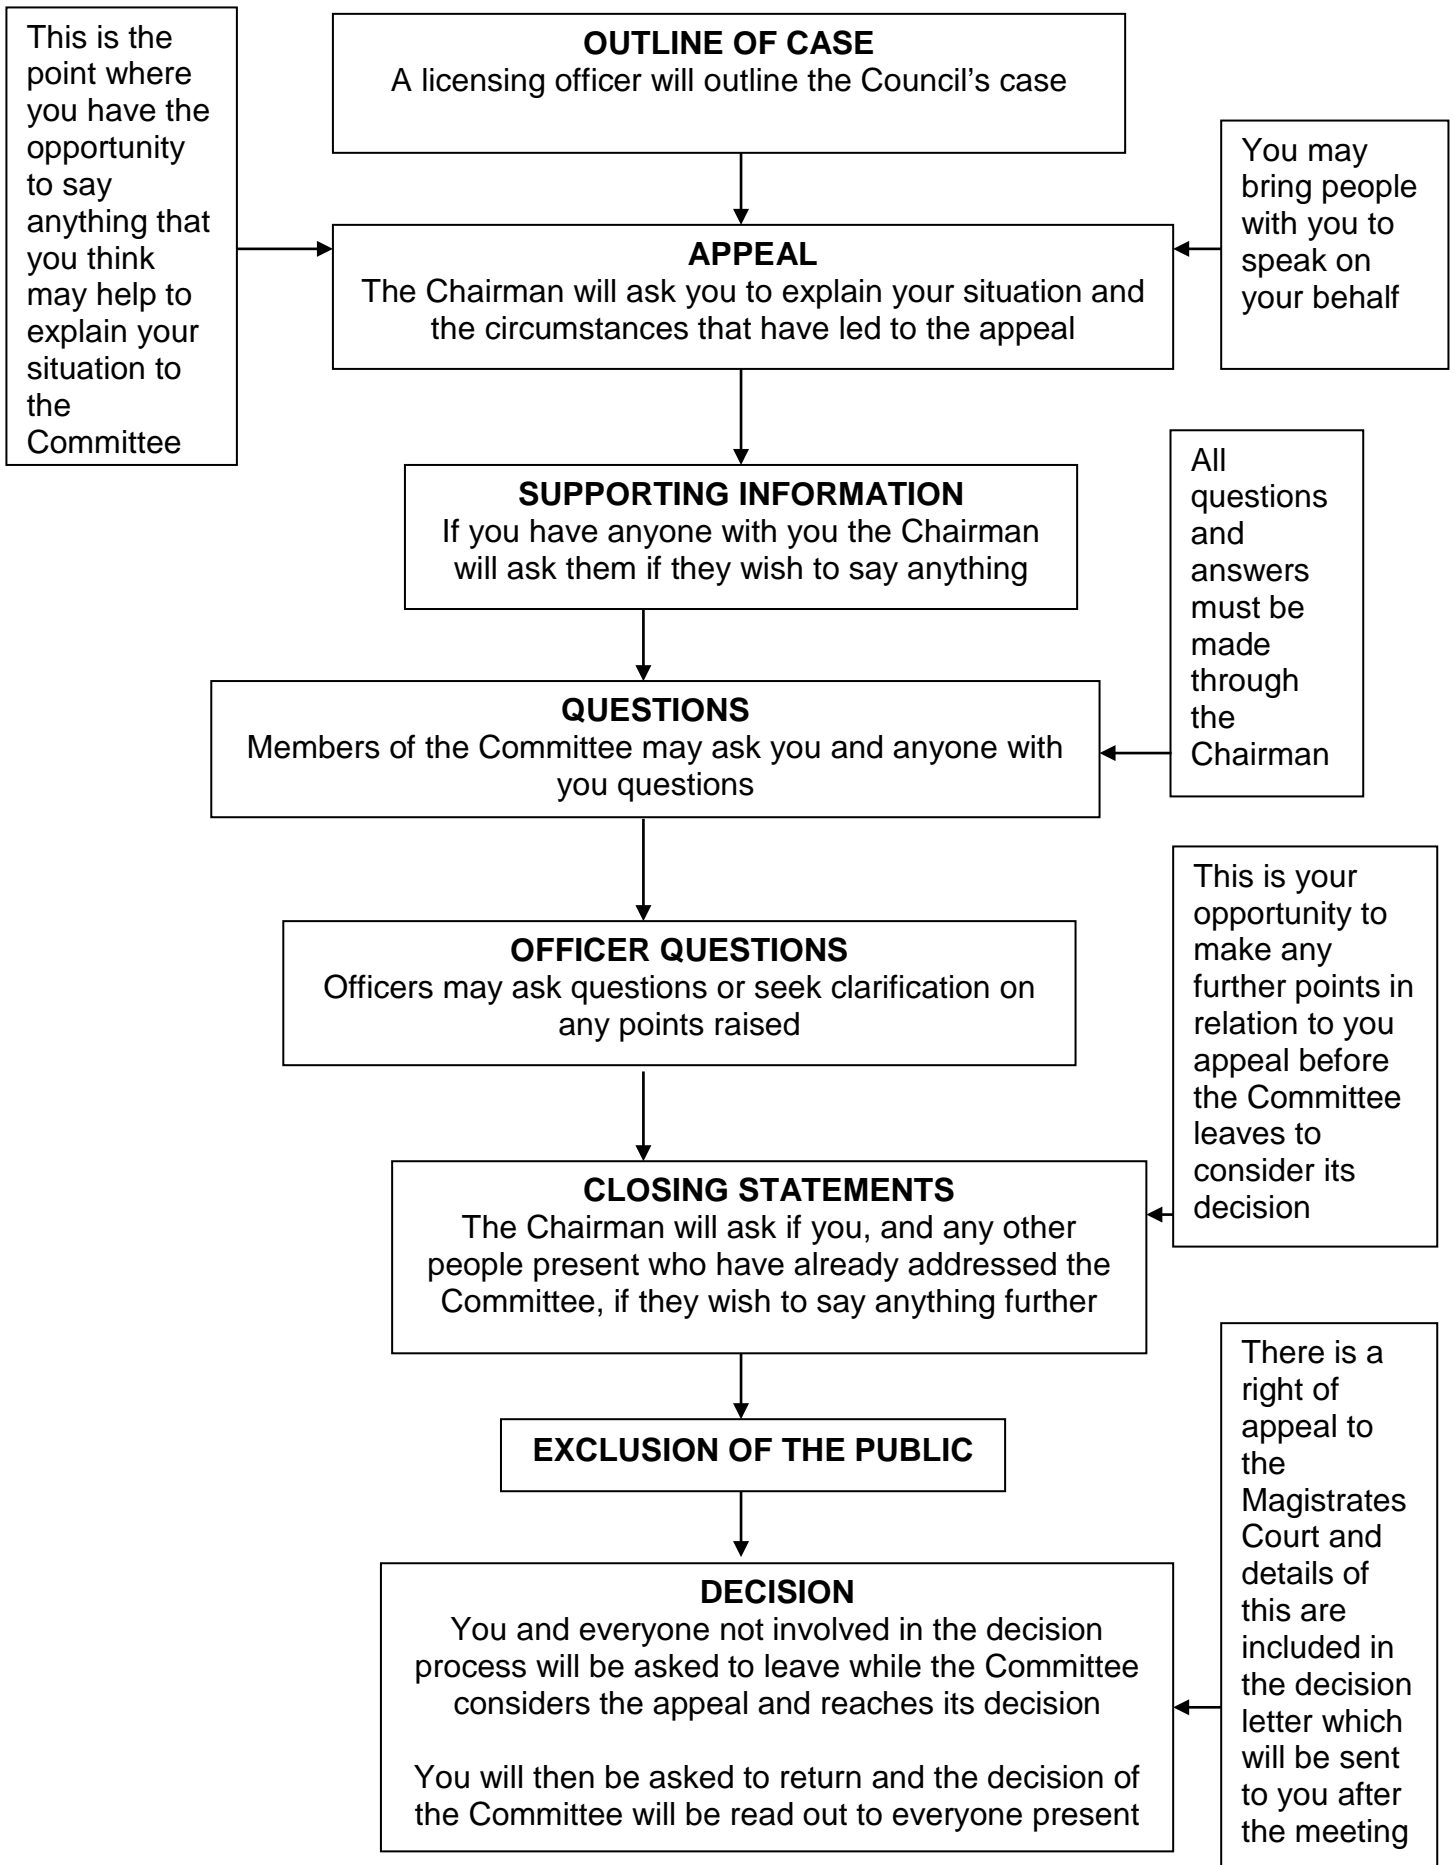 This is the
point where
you have the
opportunity
to say
anything that
you think
may help to
explain your
situation to
the
Committee
OUTLINE OF CASE
A licensing officer will outline the Council’s case
You may
bring people
with you to
speak on
your behalf
APPEAL
The Chairman will ask you to explain your situation and
the circumstances that have led to the appeal
SUPPORTING INFORMATION
If you have anyone with you the Chairman
will ask them if they wish to say anything
All
questions
and
answers
must be
made
through
the
Chairman
QUESTIONS
Members of the Committee may ask you and anyone with
you questions
OFFICER QUESTIONS
Officers may ask questions or seek clarification on
any points raised
This is your
opportunity to
make any
further points in
relation to you
appeal before
the Committee
leaves to
consider its
decision
CLOSING STATEMENTS
The Chairman will ask if you, and any other
people present who have already addressed the
Committee, if they wish to say anything further
EXCLUSION OF THE PUBLIC
There is a
right of
appeal to
the
Magistrates
Court and
details of
this are
included in
the decision
letter which
will be sent
to you after
the meeting
DECISION
You and everyone not involved in the decision
process will be asked to leave while the Committee
considers the appeal and reaches its decision
You will then be asked to return and the decision of
the Committee will be read out to everyone present